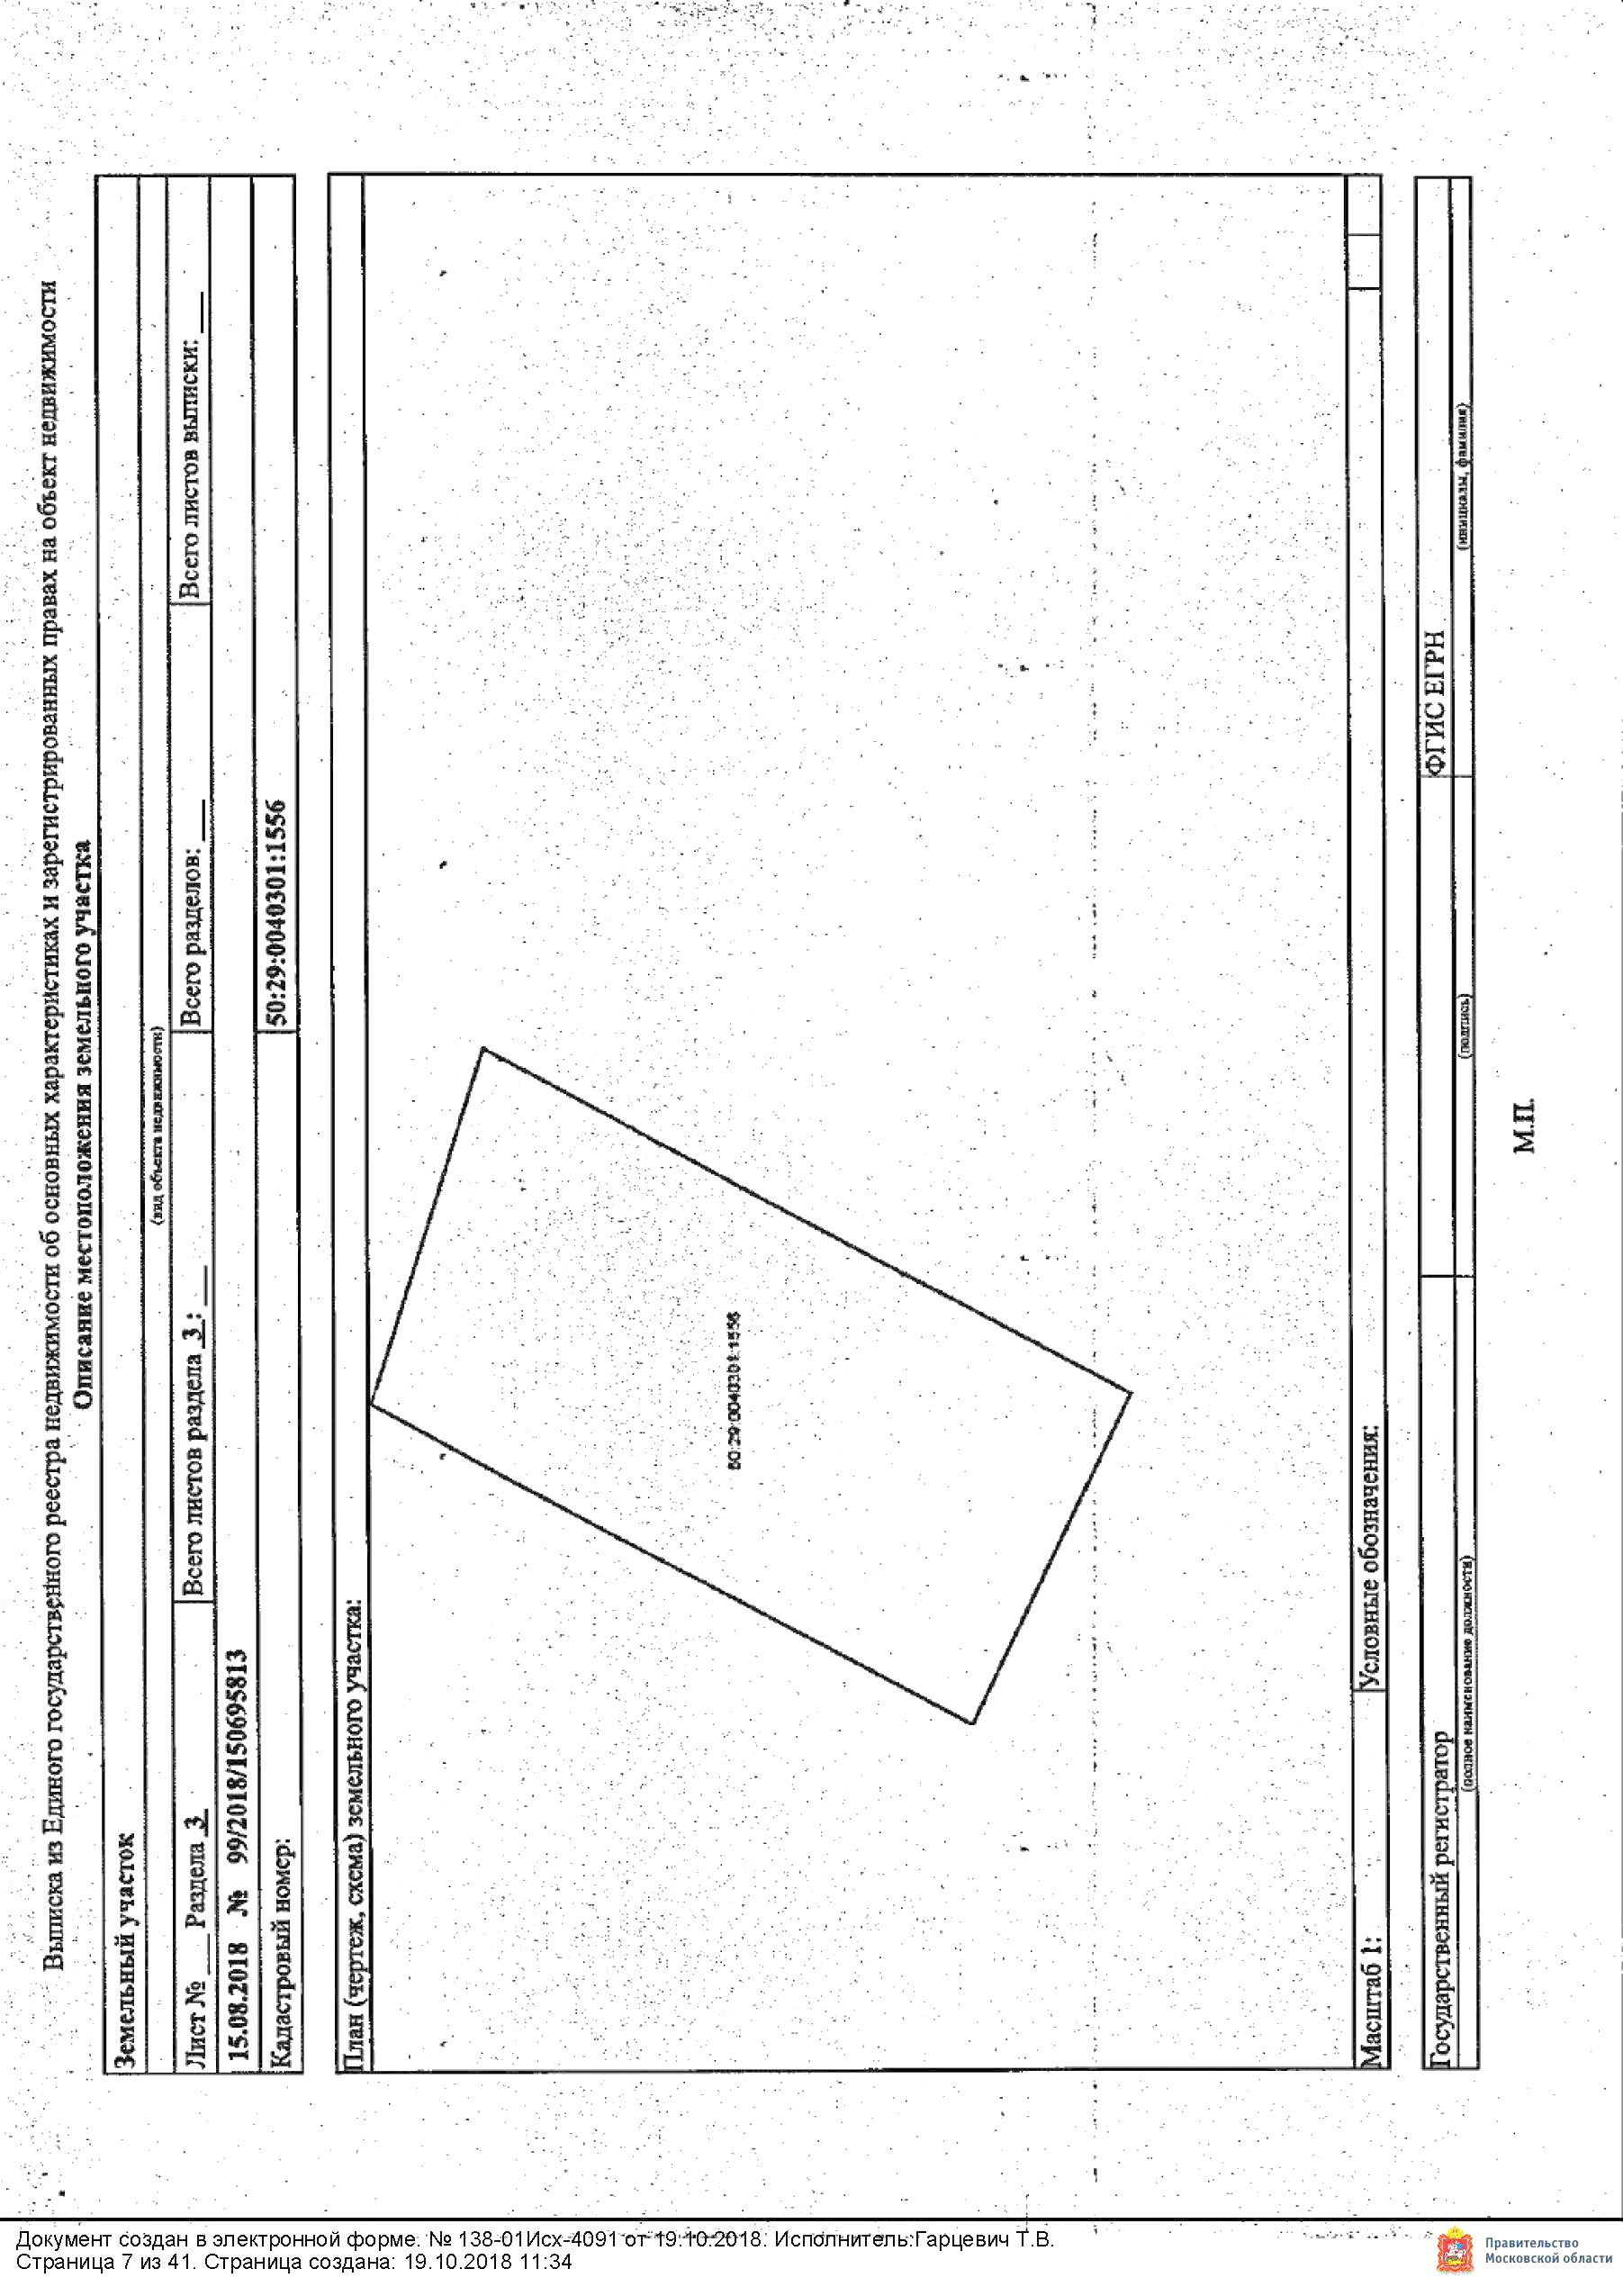 Выписка из Единого государственного реестра недвижимости об основных характеристиках и зарегистрированных правах на объект недвижимости
Описание местоположения земельного участка
Земельный участок
(вид объекта недвижимости)
Лист № ___ Раздела 3 Всего листов раздела 3 : ___ Всего разделов: ___ Всего листов выписки: ___
15.08.2018 № 99/2018/150695813
Кадастровый номер: 50:29:0040301:1556
План (чертеж, схема) земельного участка:
50:29:0040301:1556
Масштаб 1: Условные обозначения:
Государственный регистратор ФГИС ЕГРН
(полное наименование должности) (подпись) (инициалы, фамилия)
М.П.
Документ создан в электронной форме. № 138-01Исх-4091 от 19.10.2018. Исполнитель:Гарцевич Т.В.
Страница 7 из 41. Страница создана: 19.10.2018 11:34
Правительство
Московской области